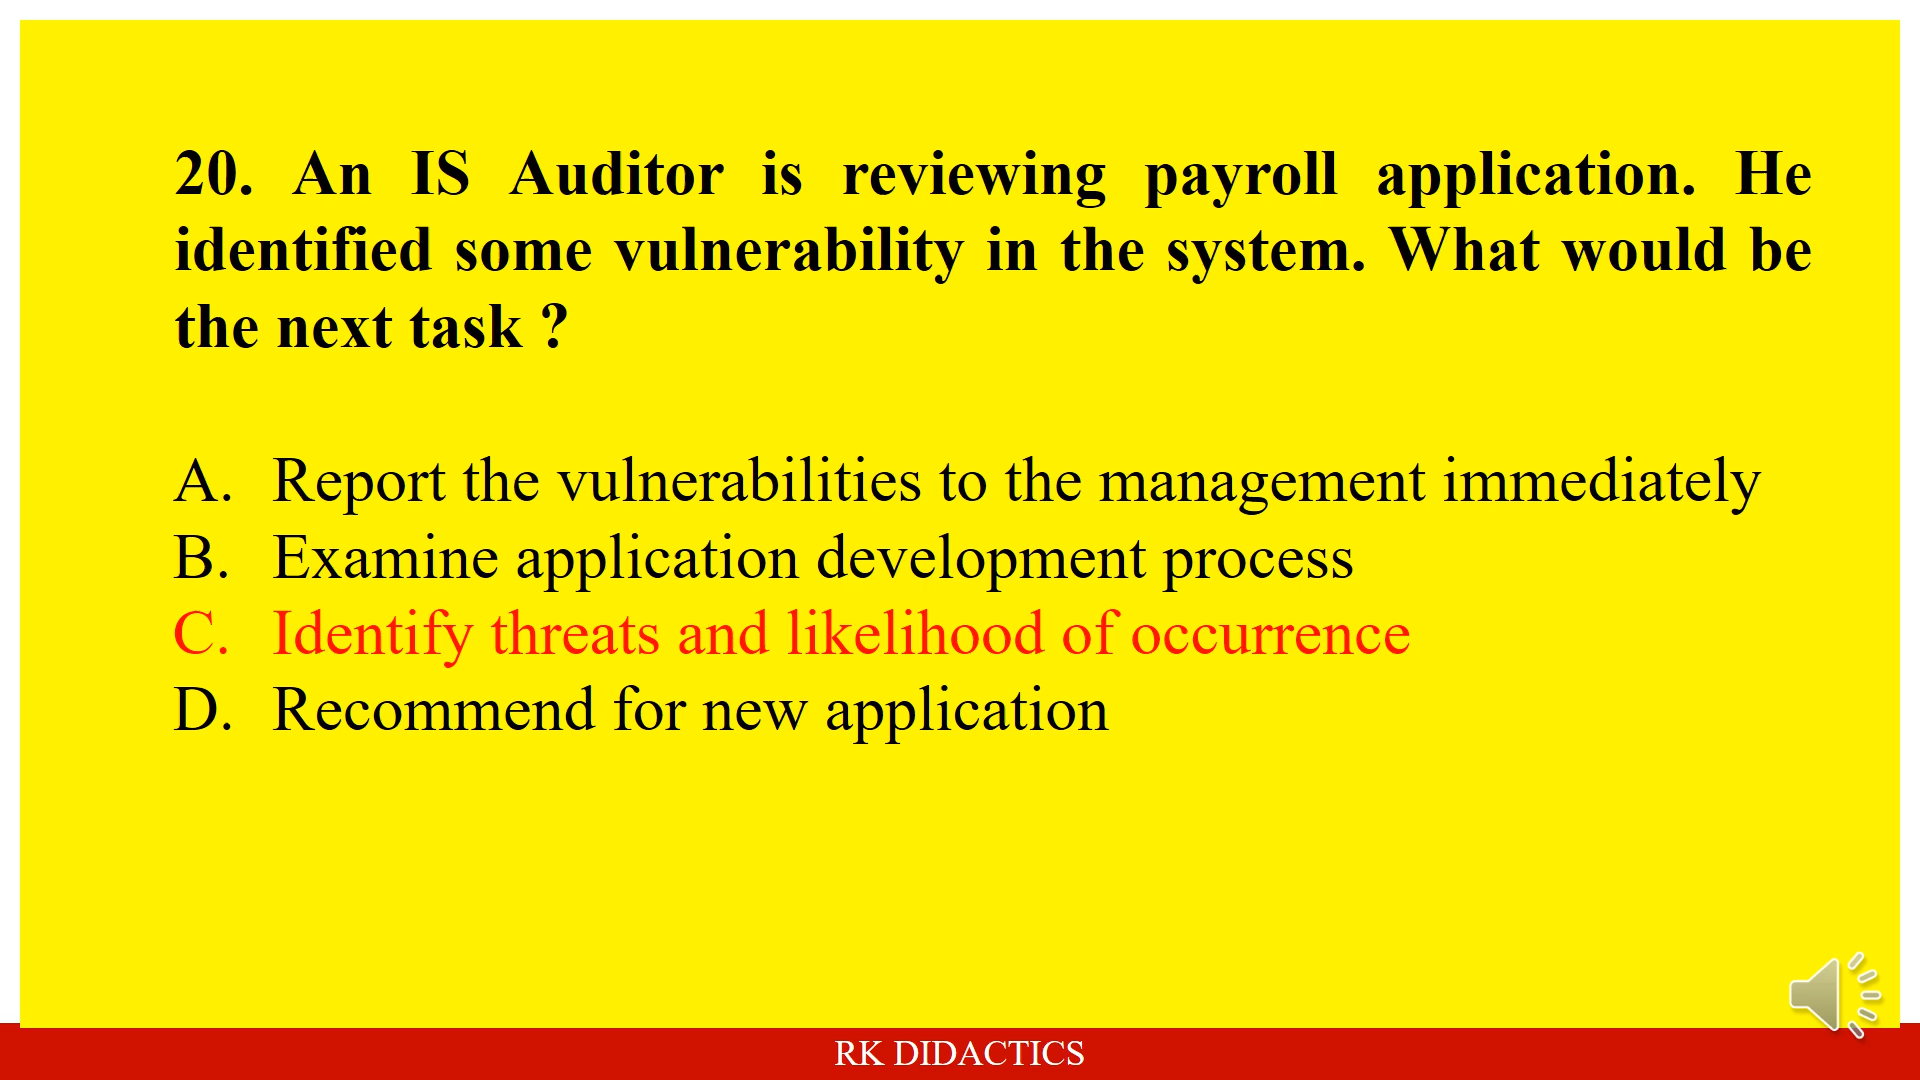 20. An IS Auditor is reviewing payroll application. He
identified some vulnerability in the system. What would be
the next task ?
A. Report the vulnerabilities to the management immediately
B. Examine application development process
C. Identify threats and likelihood of occurrence
D. Recommend for new application
RK DIDACTICS